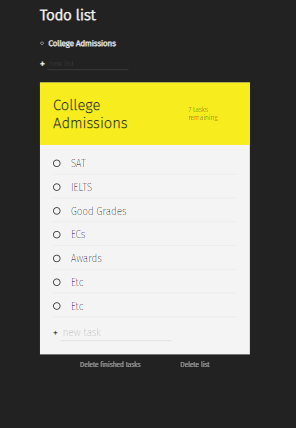 Todo list
College Admissions
new list
College
Admissions
7 tasks
remaining
SAT
IELTS
Good Grades
ECs
Awards
Etc
Etc
new task
Delete finished tasks
Delete list